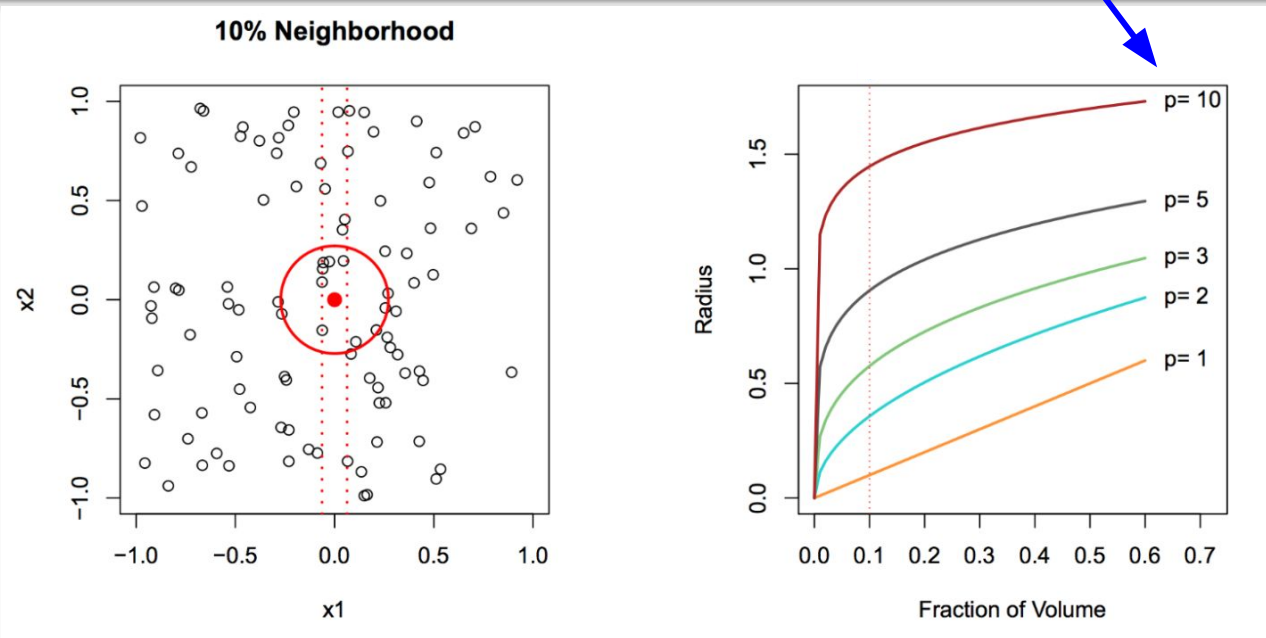 10% Neighborhood
1.0
0.5
0.0
−0.5
−1.0
x2
−1.0 −0.5 0.0 0.5 1.0
x1
1.5
1.0
0.5
0.0
Radius
p= 10
p= 5
p= 3
p= 2
p= 1
0.0 0.1 0.2 0.3 0.4 0.5 0.6 0.7
Fraction of Volume